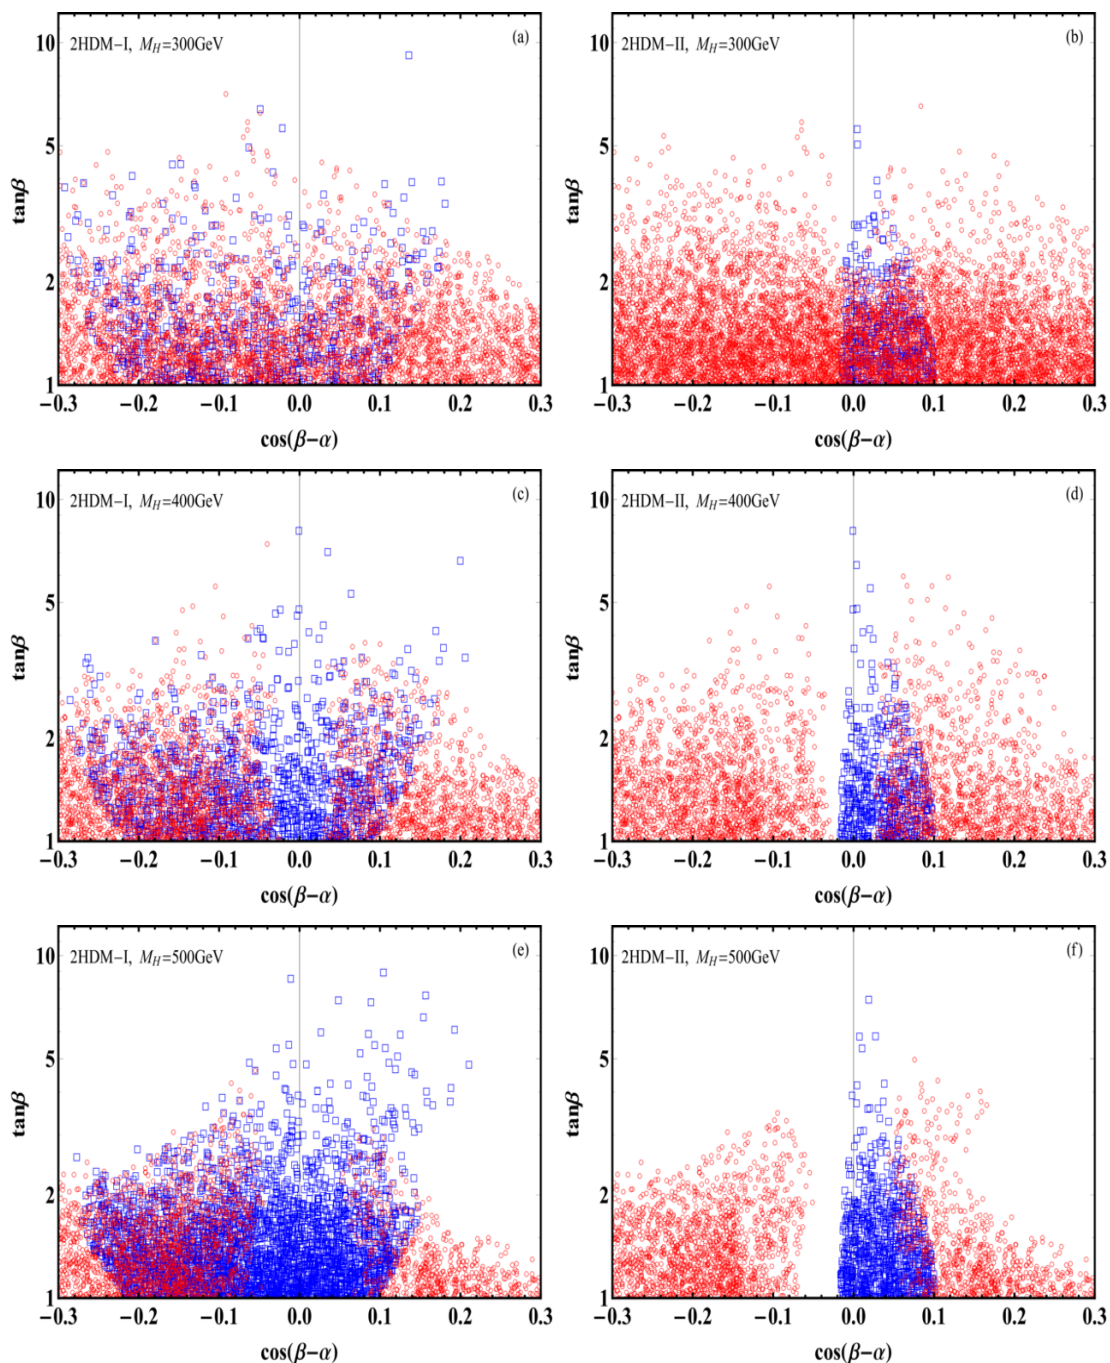 2HDM-I, M_H=300GeV (a)
10
5
2
1
tanβ
−0.3 −0.2 −0.1 0.0 0.1 0.2 0.3
cos(β−α)
2HDM-II, M_H=300GeV (b)
10
5
2
1
tanβ
−0.3 −0.2 −0.1 0.0 0.1 0.2 0.3
cos(β−α)
2HDM-I, M_H=400GeV (c)
10
5
2
1
tanβ
−0.3 −0.2 −0.1 0.0 0.1 0.2 0.3
cos(β−α)
2HDM-II, M_H=400GeV (d)
10
5
2
1
tanβ
−0.3 −0.2 −0.1 0.0 0.1 0.2 0.3
cos(β−α)
2HDM-I, M_H=500GeV (e)
10
5
2
1
tanβ
−0.3 −0.2 −0.1 0.0 0.1 0.2 0.3
cos(β−α)
2HDM-II, M_H=500GeV (f)
10
5
2
1
tanβ
−0.3 −0.2 −0.1 0.0 0.1 0.2 0.3
cos(β−α)